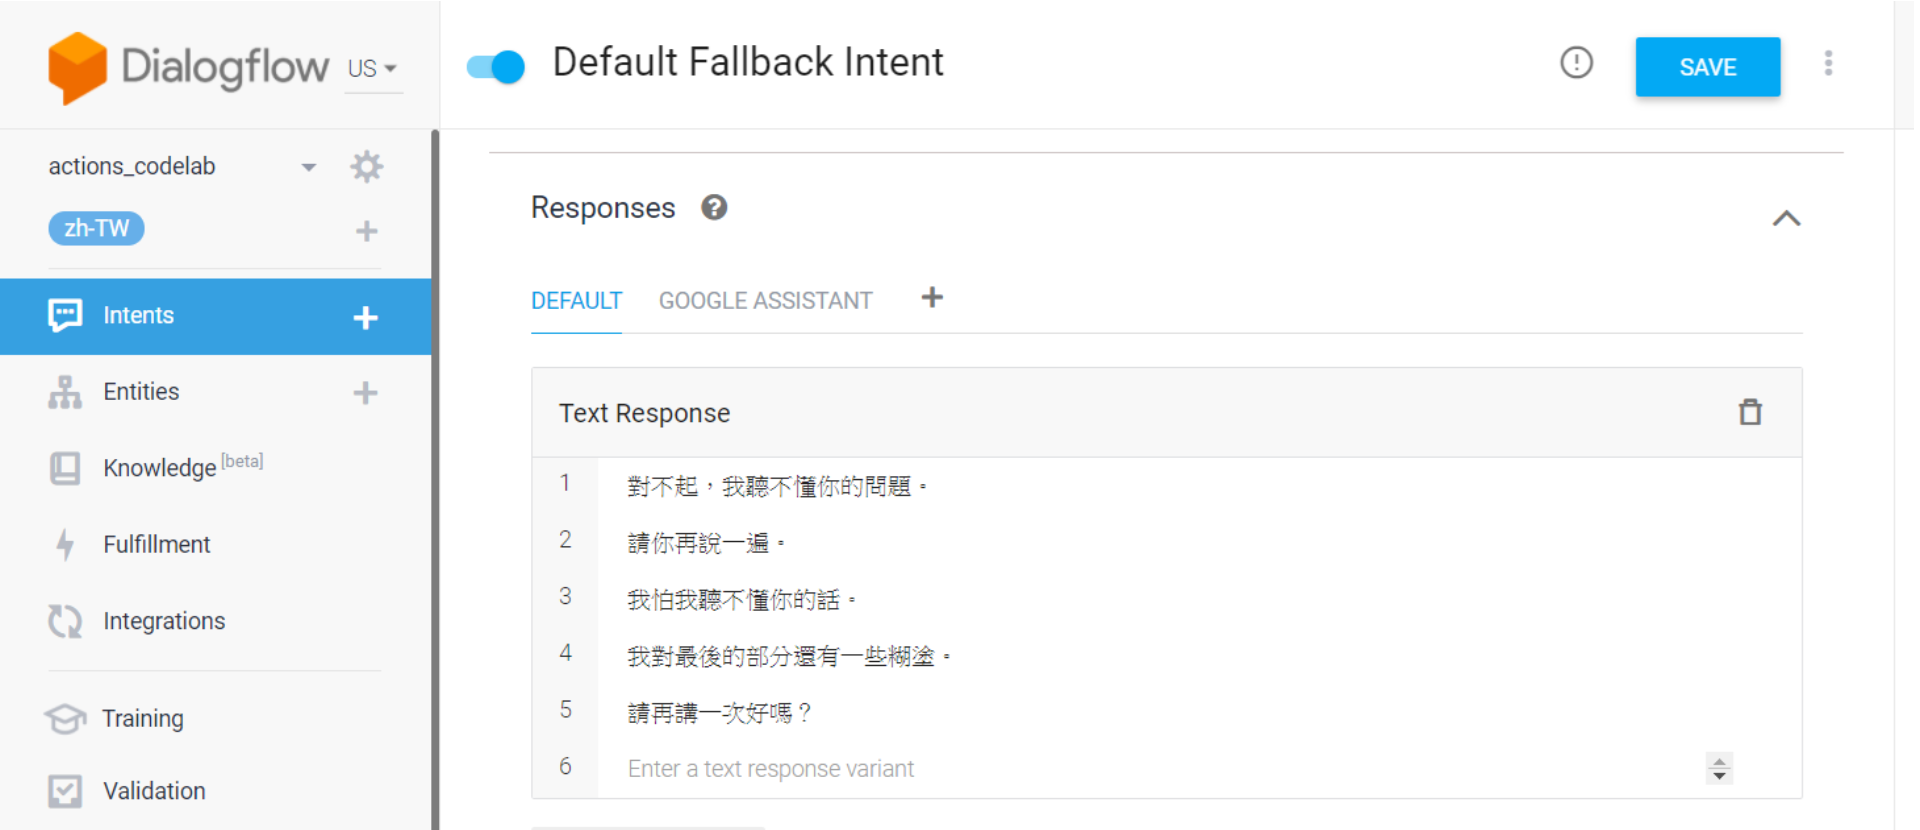 Dialogflow US
Default Fallback Intent
SAVE
actions_codelab
zh-TW
Intents
Entities
Knowledge [beta]
Fulfillment
Integrations
Training
Validation
Responses
DEFAULT GOOGLE ASSISTANT
Text Response
1 對不起，我聽不懂你的問題。
2 請你再說一遍。
3 我怕我聽不懂你的話。
4 我對最後的部分還有一些糊塗。
5 請再講一次好嗎？
6 Enter a text response variant